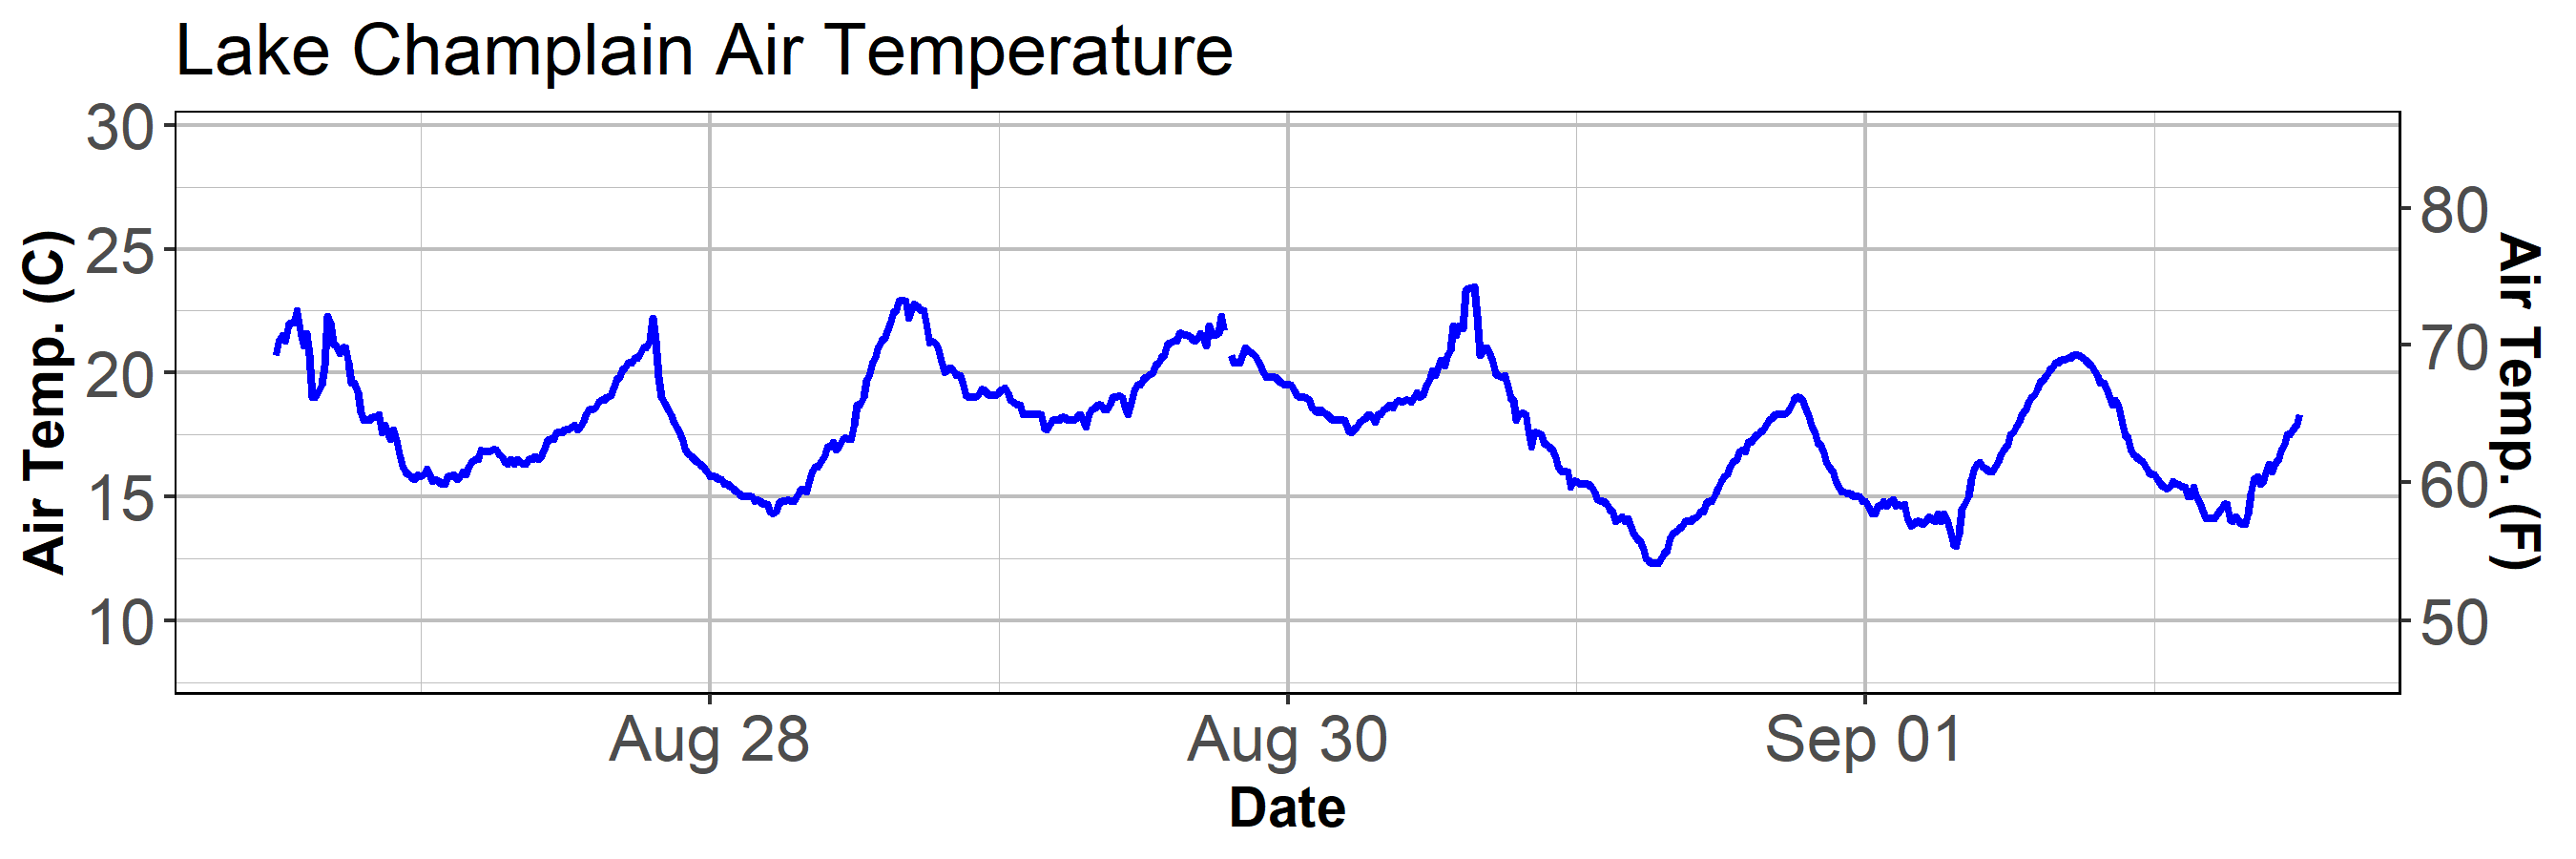 Lake Champlain Air Temperature
30
25
20
15
10
Air Temp. (C)
80
70
60
50
Air Temp. (F)
Aug 28
Aug 30
Sep 01
Date